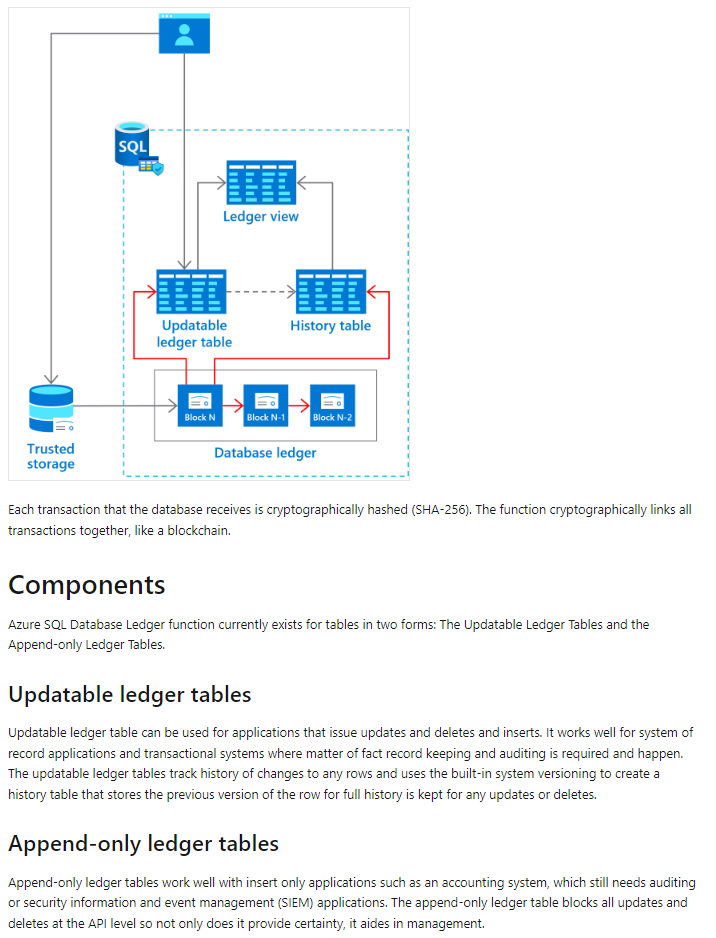 SQL
Ledger view
Updatable
ledger table
History table
Block N
Block N-1
Block N-2
Database ledger
Trusted
storage
Each transaction that the database receives is cryptographically hashed (SHA-256). The function cryptographically links all
transactions together, like a blockchain.
Components
Azure SQL Database Ledger function currently exists for tables in two forms: The Updatable Ledger Tables and the
Append-only Ledger Tables.
Updatable ledger tables
Updatable ledger table can be used for applications that issue updates and deletes and inserts. It works well for system of
record applications and transactional systems where matter of fact record keeping and auditing is required and happen.
The updatable ledger tables track history of changes to any rows and uses the built-in system versioning to create a
history table that stores the previous version of the row for full history is kept for any updates or deletes.
Append-only ledger tables
Append-only ledger tables work well with insert only applications such as an accounting system, which still needs auditing
or security information and event management (SIEM) applications. The append-only ledger table blocks all updates and
deletes at the API level so not only does it provide certainty, it aides in management.